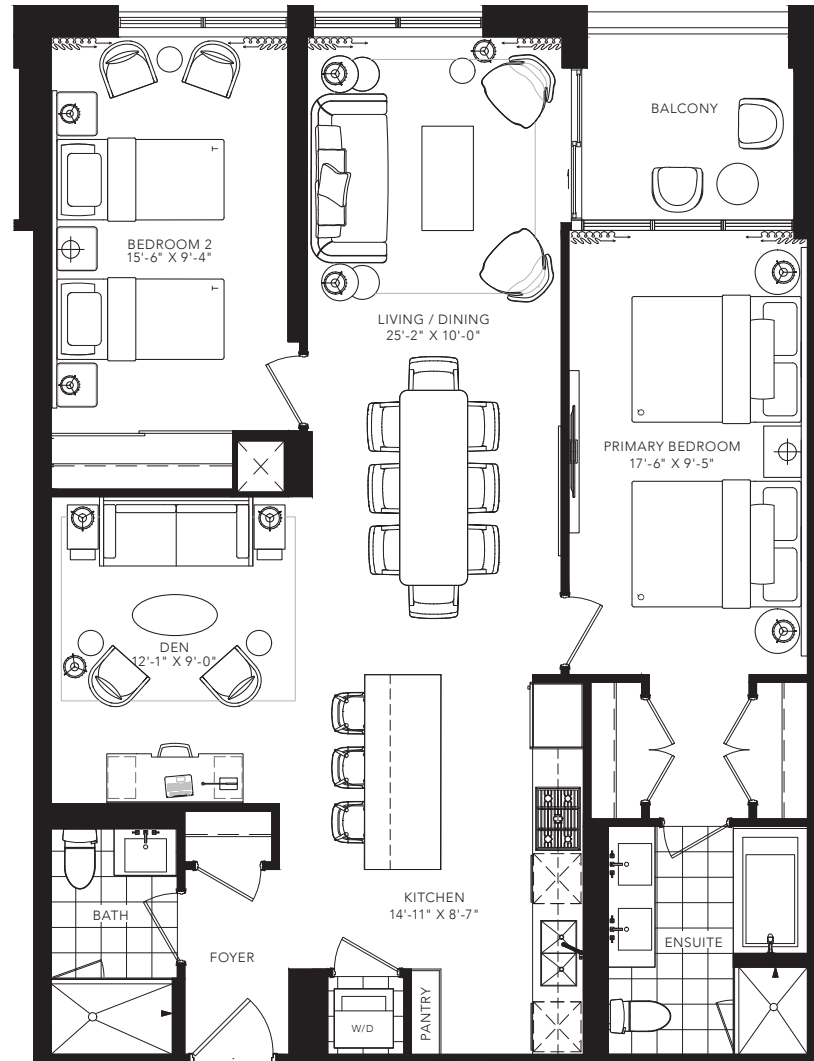 BALCONY
BEDROOM 2
15'-6" X 9'-4"
LIVING / DINING
25'-2" X 10'-0"
PRIMARY BEDROOM
17'-6" X 9'-5"
DEN
12'-1" X 9'-0"
KITCHEN
14'-11" X 8'-7"
BATH
FOYER
ENSUITE
W/D
PANTRY